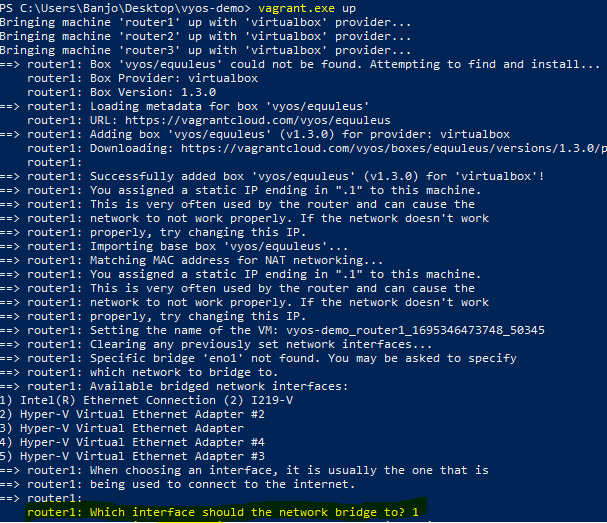 PS C:\Users\Banjo\Desktop\vyos-demo> vagrant.exe up
Bringing machine 'router1' up with 'virtualbox' provider...
Bringing machine 'router2' up with 'virtualbox' provider...
Bringing machine 'router3' up with 'virtualbox' provider...
==> router1: Box 'vyos/equuleus' could not be found. Attempting to find and install...
router1: Box Provider: virtualbox
router1: Box Version: 1.3.0
==> router1: Loading metadata for box 'vyos/equuleus'
router1: URL: https://vagrantcloud.com/vyos/equuleus
==> router1: Adding box 'vyos/equuleus' (v1.3.0) for provider: virtualbox
router1: Downloading: https://vagrantcloud.com/vyos/boxes/equuleus/versions/1.3.0/p
router1:
==> router1: Successfully added box 'vyos/equuleus' (v1.3.0) for 'virtualbox'!
==> router1: You assigned a static IP ending in ".1" to this machine.
==> router1: This is very often used by the router and can cause the
==> router1: network to not work properly. If the network doesn't work
==> router1: properly, try changing this IP.
==> router1: Importing base box 'vyos/equuleus'...
==> router1: Matching MAC address for NAT networking...
==> router1: You assigned a static IP ending in ".1" to this machine.
==> router1: This is very often used by the router and can cause the
==> router1: network to not work properly. If the network doesn't work
==> router1: properly, try changing this IP.
==> router1: Setting the name of the VM: vyos-demo_router1_1695346473748_50345
==> router1: Clearing any previously set network interfaces...
==> router1: Specific bridge 'eno1' not found. You may be asked to specify
==> router1: which network to bridge to.
==> router1: Available bridged network interfaces:
1) Intel(R) Ethernet Connection (2) I219-V
2) Hyper-V Virtual Ethernet Adapter #2
3) Hyper-V Virtual Ethernet Adapter
4) Hyper-V Virtual Ethernet Adapter #4
5) Hyper-V Virtual Ethernet Adapter #3
==> router1: When choosing an interface, it is usually the one that is
==> router1: being used to connect to the internet.
==> router1:
router1: Which interface should the network bridge to? 1